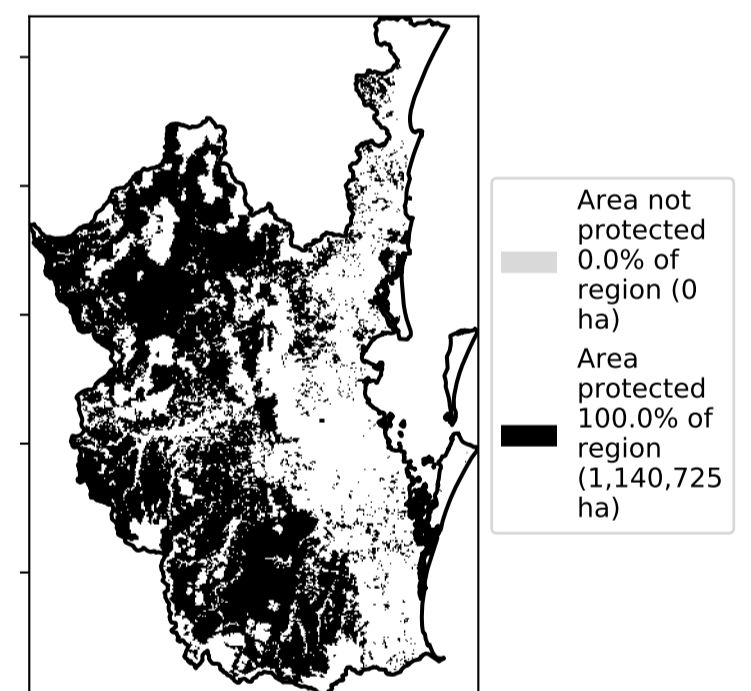 Area not
protected
0.0% of
region (0
ha)
Area
protected
100.0% of
region
(1,140,725
ha)